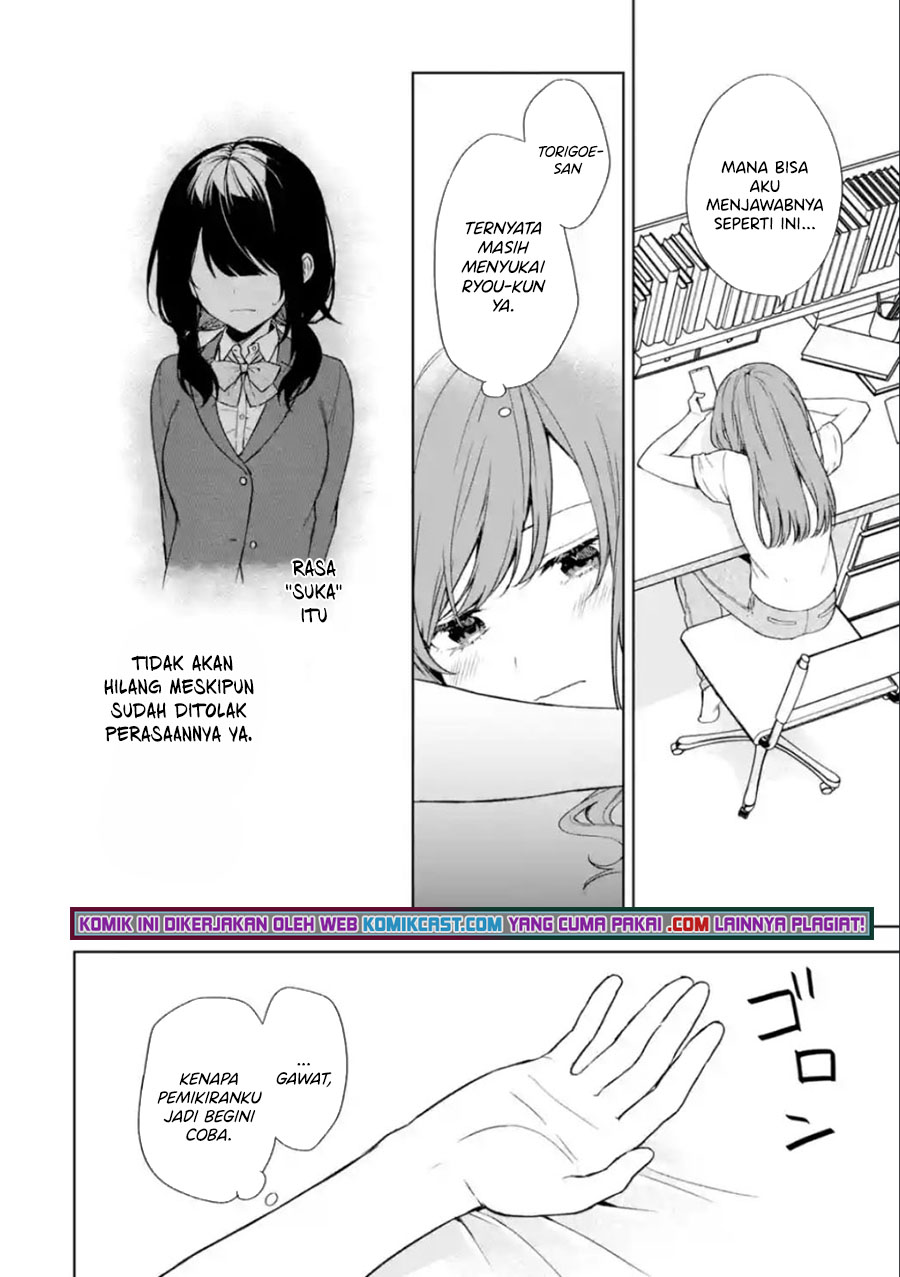 MANA BISA
AKU
MENJAWABNYA
SEPERTI INI...
TORIGOE-
SAN
TERNYATA
MASIH
MENYUKAI
RYOU-KUN
YA.
RASA
"SUKA"
ITU
TIDAK AKAN
HILANG MESKIPUN
SUDAH DITOLAK
PERASAANNYA YA.
KOMIK INI DIKERJAKAN OLEH WEB KOMIKCAST.COM YANG CUMA PAKAI .COM LAINNYA PLAGIAT!
ゴロン
...
GAWAT,
KENAPA
PEMIKIRANKU
JADI BEGINI
COBA.